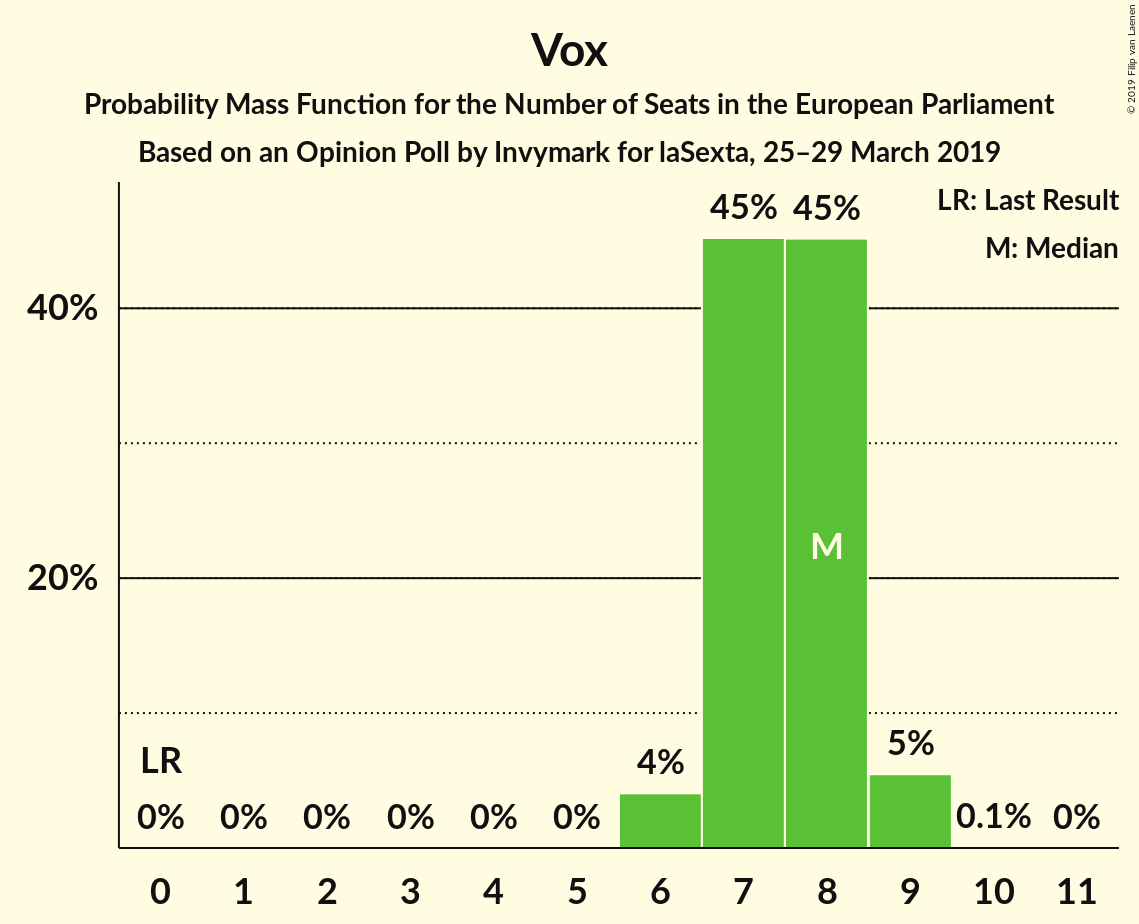 Vox
Probability Mass Function for the Number of Seats in the European Parliament
Based on an Opinion Poll by Invymark for laSexta, 25–29 March 2019
© 2019 Filip van Laenen
LR: Last Result
M: Median
45% 45%
40%
M
20%
LR
0% 0% 0% 0% 0% 0% 4% 5% 0.1% 0%
0 1 2 3 4 5 6 7 8 9 10 11